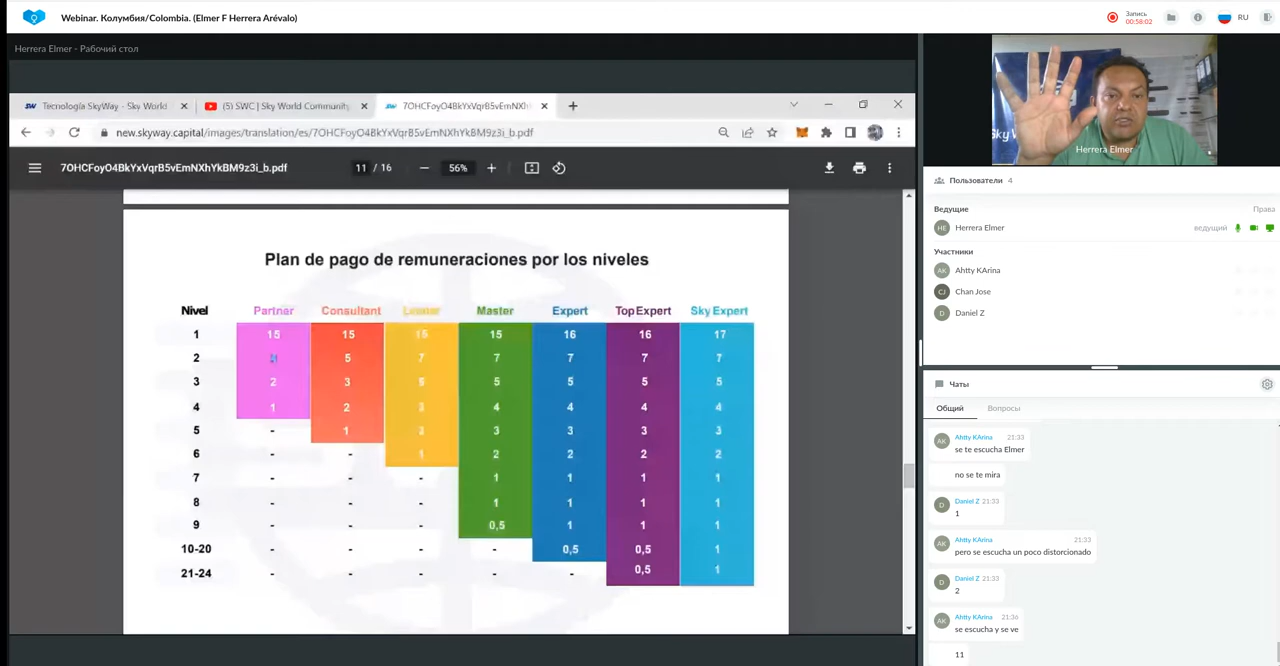 Webinar. Колумбия/Colombia. (Elmer F Herrera Arévalo)
Запись
00:58:02
RU
Herrera Elmer - Рабочий стол
Tecnología SkyWay - Sky World
(5) SWC | Sky World Community
7OHCFoyO4BkYxVqrB5vEmNXh
new.skyway.capital/images/translation/es/7OHCFoyO4BkYxVqrB5vEmNXhYkBM9z3i_b.pdf
7OHCFoyO4BkYxVqrB5vEmNXhYkBM9z3i_b.pdf
11 / 16
56%
Plan de pago de remuneraciones por los niveles
Nivel Partner Consultant Leader Master Expert Top Expert Sky Expert
1 15 15 15 15 16 16 17
2 5 7 7 7 7 7
3 2 3 5 5 5 5 5
4 1 2 3 4 4 4 4
5 - 1 2 3 3 3 3
6 - - 1 2 2 2 2
7 - - - 1 1 1 1
8 - - - 1 1 1 1
9 - - - 0,5 1 1 1
10-20 - - - - 0,5 0,5 1
21-24 - - - - - 0,5 1
Herrera Elmer
Пользователи 4
Ведущие Права
HE Herrera Elmer ведущий
Участники
AK Ahtty KArina
CJ Chan Jose
D Daniel Z
Чаты
Общий Вопросы
AK Ahtty KArina 21:33
se te escucha Elmer
no se te mira
D Daniel Z 21:33
1
AK Ahtty KArina 21:33
pero se escucha un poco distorcionado
D Daniel Z 21:33
2
AK Ahtty KArina 21:36
se escucha y se ve
11